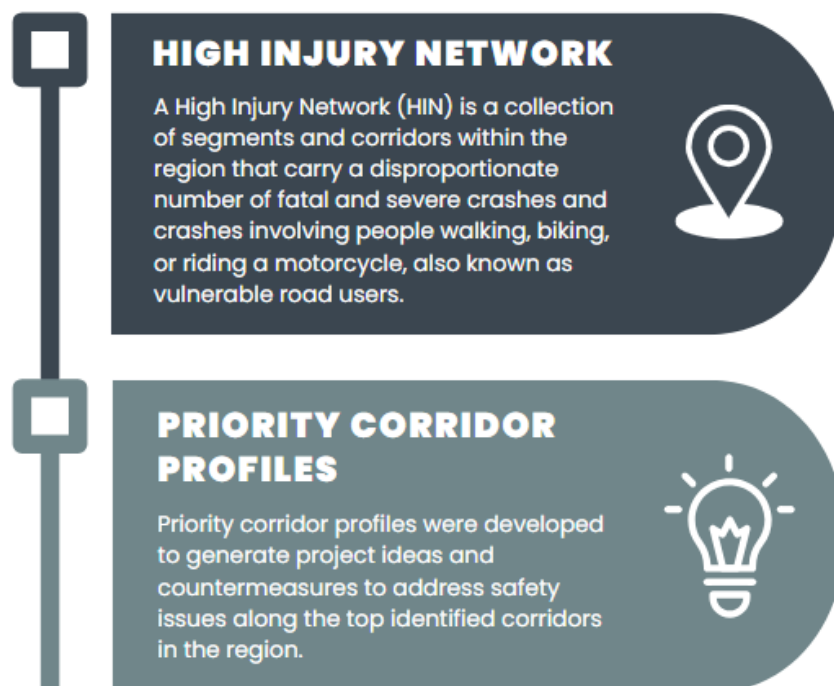 HIGH INJURY NETWORK
A High Injury Network (HIN) is a collection
of segments and corridors within the
region that carry a disproportionate
number of fatal and severe crashes and
crashes involving people walking, biking,
or riding a motorcycle, also known as
vulnerable road users.
PRIORITY CORRIDOR
PROFILES
Priority corridor profiles were developed
to generate project ideas and
countermeasures to address safety
issues along the top identified corridors
in the region.